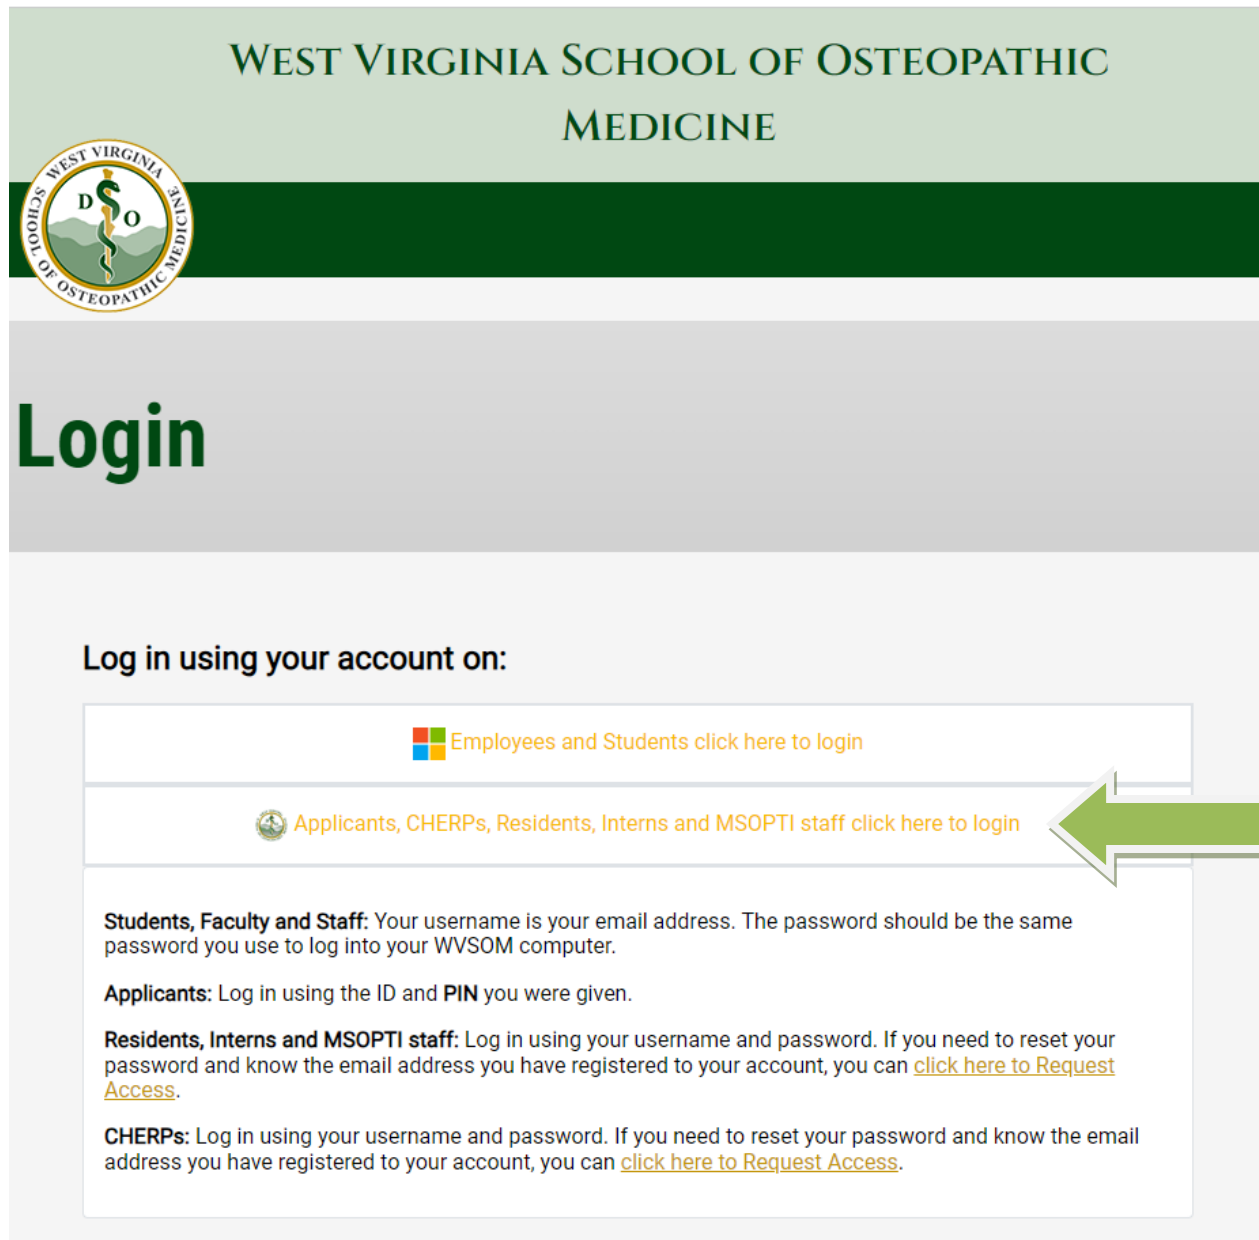 West Virginia School of Osteopathic
Medicine
WEST VIRGINIA
SCHOOL OF OSTEOPATHIC MEDICINE
D O
Login
Log in using your account on:
Employees and Students click here to login
Applicants, CHERPs, Residents, Interns and MSOPTI staff click here to login
Students, Faculty and Staff: Your username is your email address. The password should be the same
password you use to log into your WVSOM computer.
Applicants: Log in using the ID and PIN you were given.
Residents, Interns and MSOPTI staff: Log in using your username and password. If you need to reset your
password and know the email address you have registered to your account, you can click here to Request
Access.
CHERPs: Log in using your username and password. If you need to reset your password and know the email
address you have registered to your account, you can click here to Request Access.